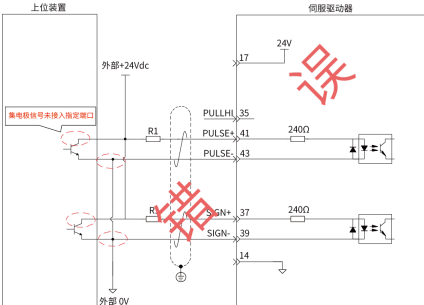 上位装置
伺服驱动器
24V
17
外部+24Vdc
集电极信号未接入指定端口
PULLHI 35
R1
PULSE+ 41
240Ω
PULSE- 43
SIGN+ 37
240Ω
SIGN- 39
14
外部 0V
错误